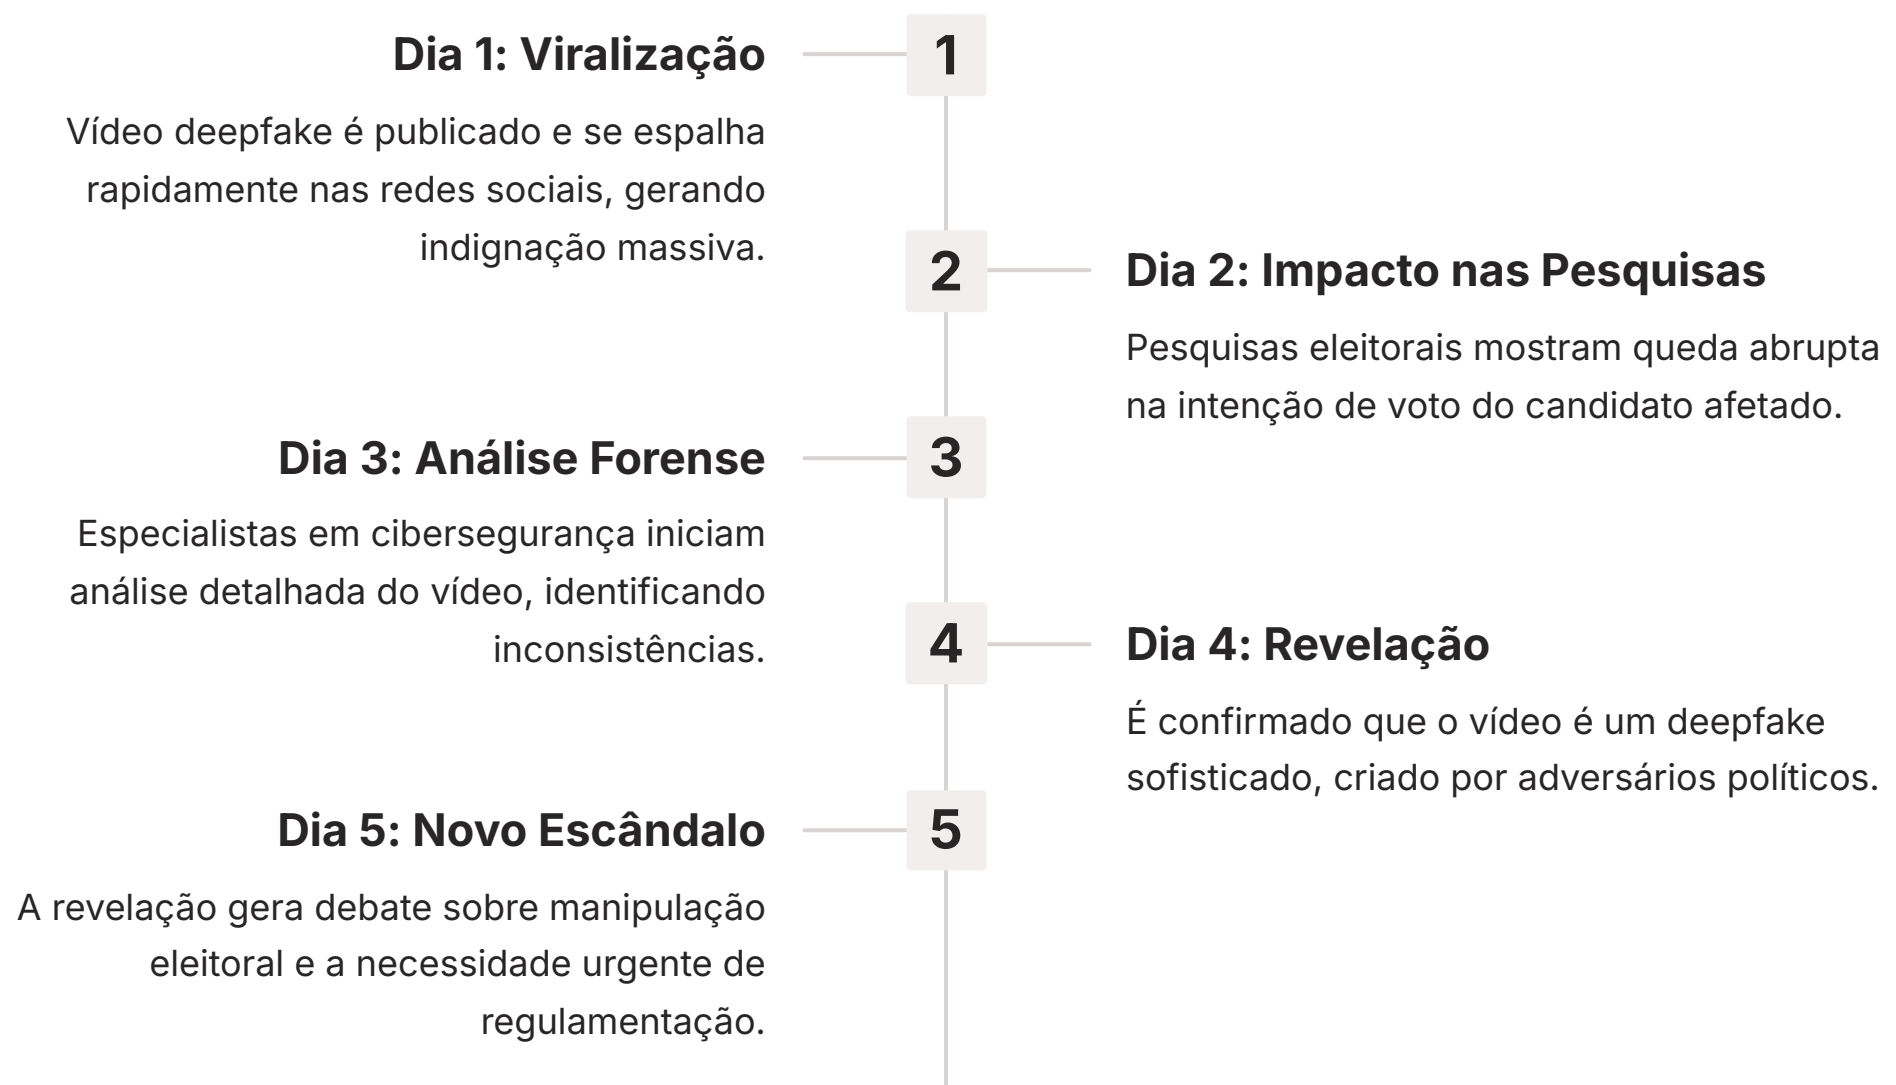 Dia 1: Viralização
1
Vídeo deepfake é publicado e se espalha
rapidamente nas redes sociais, gerando
indignação massiva.
2
Dia 2: Impacto nas Pesquisas
Pesquisas eleitorais mostram queda abrupta
na intenção de voto do candidato afetado.
Dia 3: Análise Forense
3
Especialistas em cibersegurança iniciam
análise detalhada do vídeo, identificando
inconsistências.
4
Dia 4: Revelação
É confirmado que o vídeo é um deepfake
sofisticado, criado por adversários políticos.
Dia 5: Novo Escândalo
5
A revelação gera debate sobre manipulação
eleitoral e a necessidade urgente de
regulamentação.